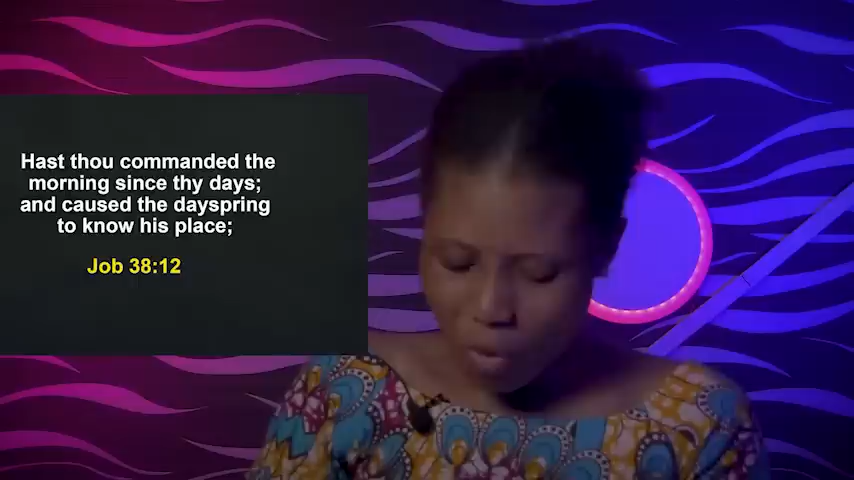 Hast thou commanded the
morning since thy days;
and caused the dayspring
to know his place;
Job 38:12